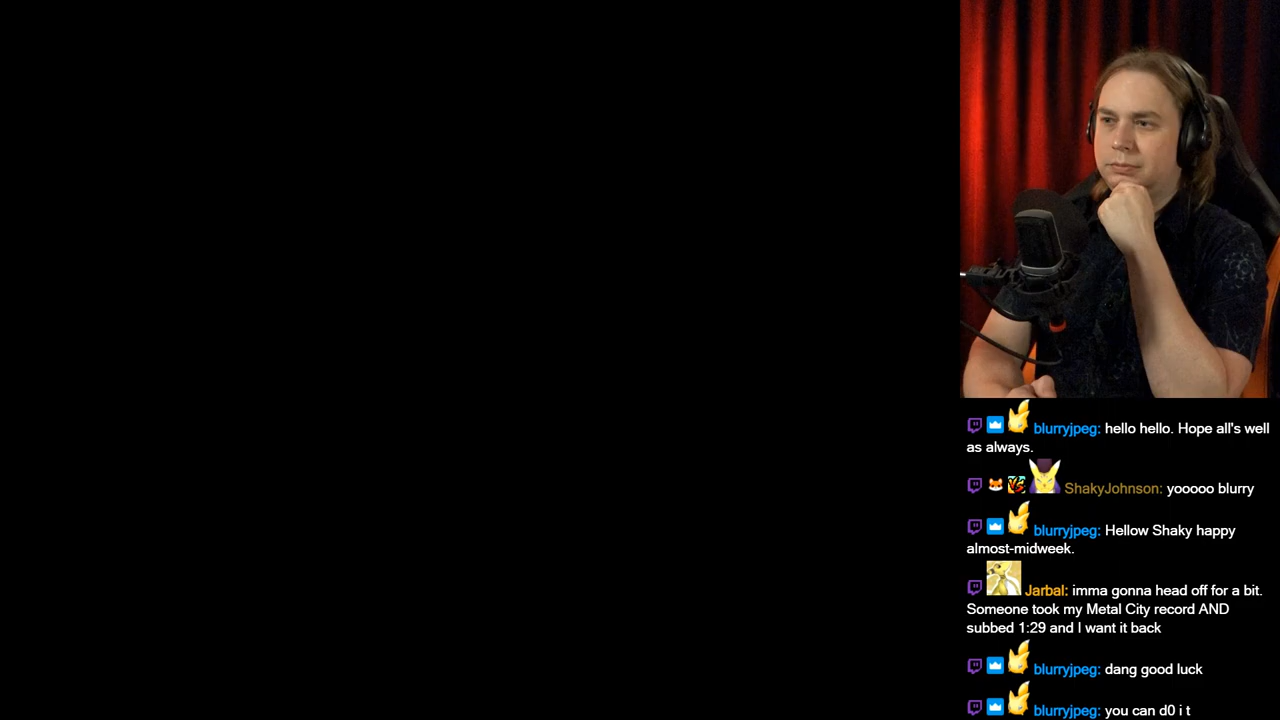 blurryjpeg: hello hello. Hope all's well
as always.
ShakyJohnson: yooooo blurry
blurryjpeg: Hellow Shaky happy
almost-midweek.
Jarbal: imma gonna head off for a bit.
Someone took my Metal City record AND
subbed 1:29 and I want it back
blurryjpeg: dang good luck
blurryjpeg: you can d0 i t